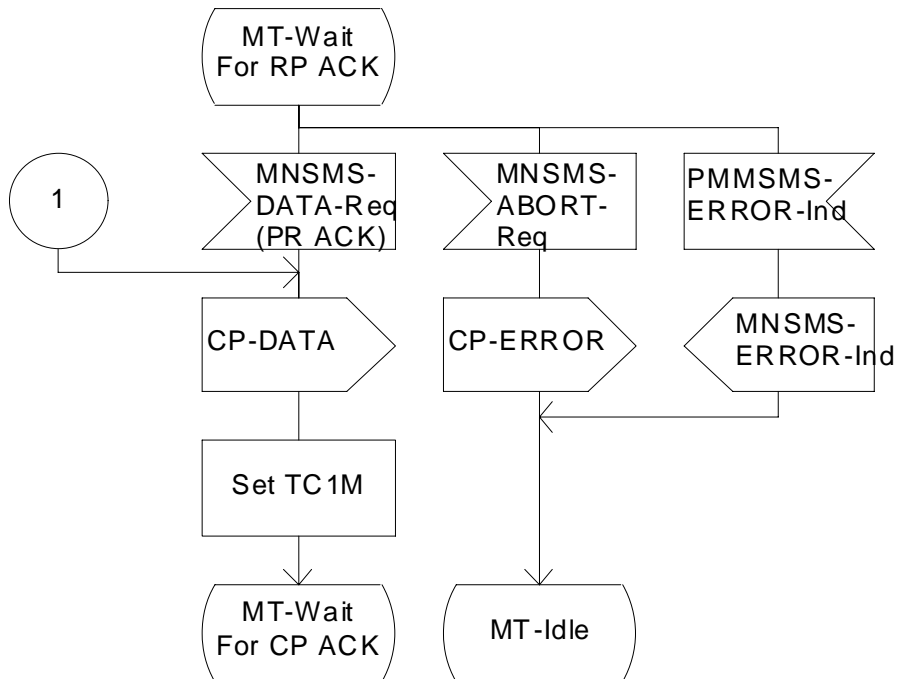 MT-Wait
For RP ACK
1
MNSMS-
DATA-Req
(PR ACK)
MNSMS-
ABORT-
Req
PMMSMS-
ERROR-Ind
CP-DATA
CP-ERROR
MNSMS-
ERROR-Ind
Set TC1M
MT-Wait
For CP ACK
MT-Idle